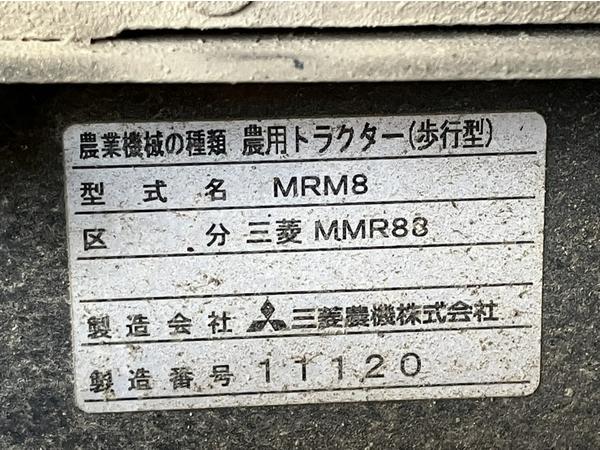 農業機械の種類 農用トラクター(歩行型)
型式名 MRM8
区分 三菱 MMR88
製造会社 三菱農機株式会社
製造番号 11120